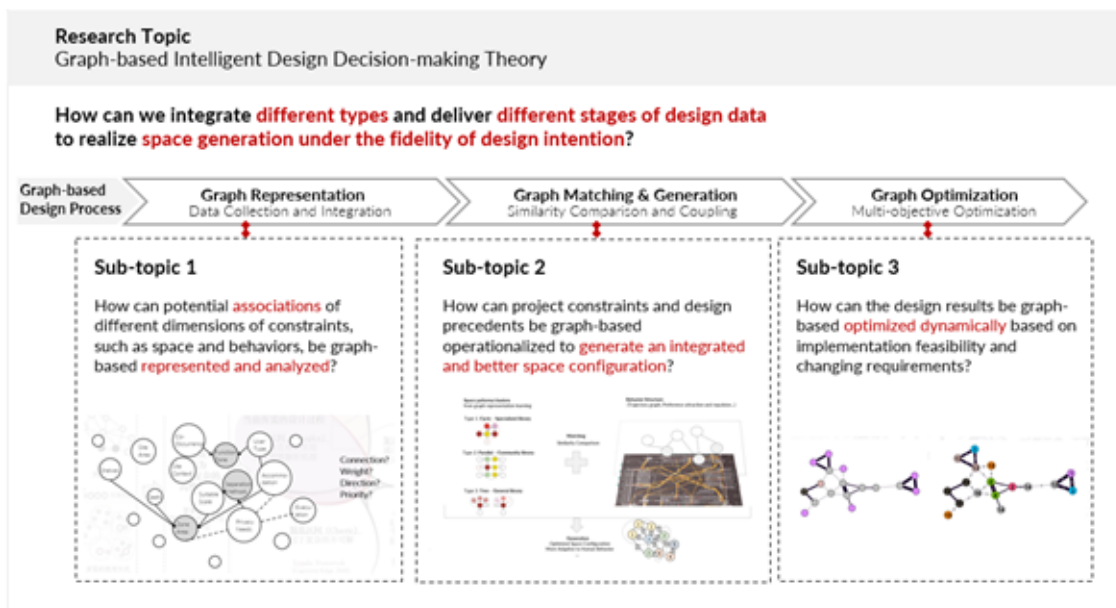 Research Topic
Graph-based Intelligent Design Decision-making Theory
How can we integrate different types and deliver different stages of design data
to realize space generation under the fidelity of design intention?
Graph-based
Design Process
Graph Representation
Data Collection and Integration
Graph Matching & Generation
Similarity Comparison and Coupling
Graph Optimization
Multi-objective Optimization
Sub-topic 1
How can potential associations of
different dimensions of constraints,
such as space and behaviors, be graph-
based represented and analyzed?
Connection?
Weight?
Direction?
Priority?
Sub-topic 2
How can project constraints and design
precedents be graph-based
operationalized to generate an integrated
and better space configuration?
Matching
Similarity Comparison
Sub-topic 3
How can the design results be graph-
based optimized dynamically based on
implementation feasibility and
changing requirements?